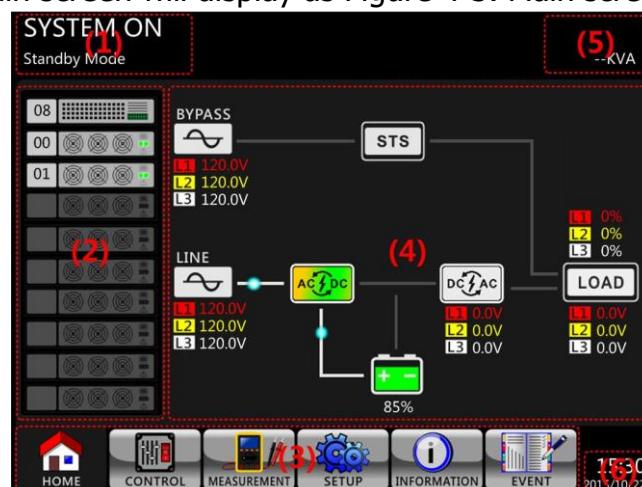 SYSTEM ON
Standby Mode
(1)
(5)
--KVA
08
00
01
(2)
BYPASS
L1 120.0V
L2 120.0V
L3 120.0V
STS
LINE
L1 120.0V
L2 120.0V
L3 120.0V
AC DC
(4)
DC AC
L1 0.0V
L2 0.0V
L3 0.0V
L1 0%
L2 0%
L3 0%
LOAD
L1 0.0V
L2 0.0V
L3 0.0V
85%
(3)
HOME
CONTROL
MEASUREMENT
SETUP
INFORMATION
EVENT
(6)